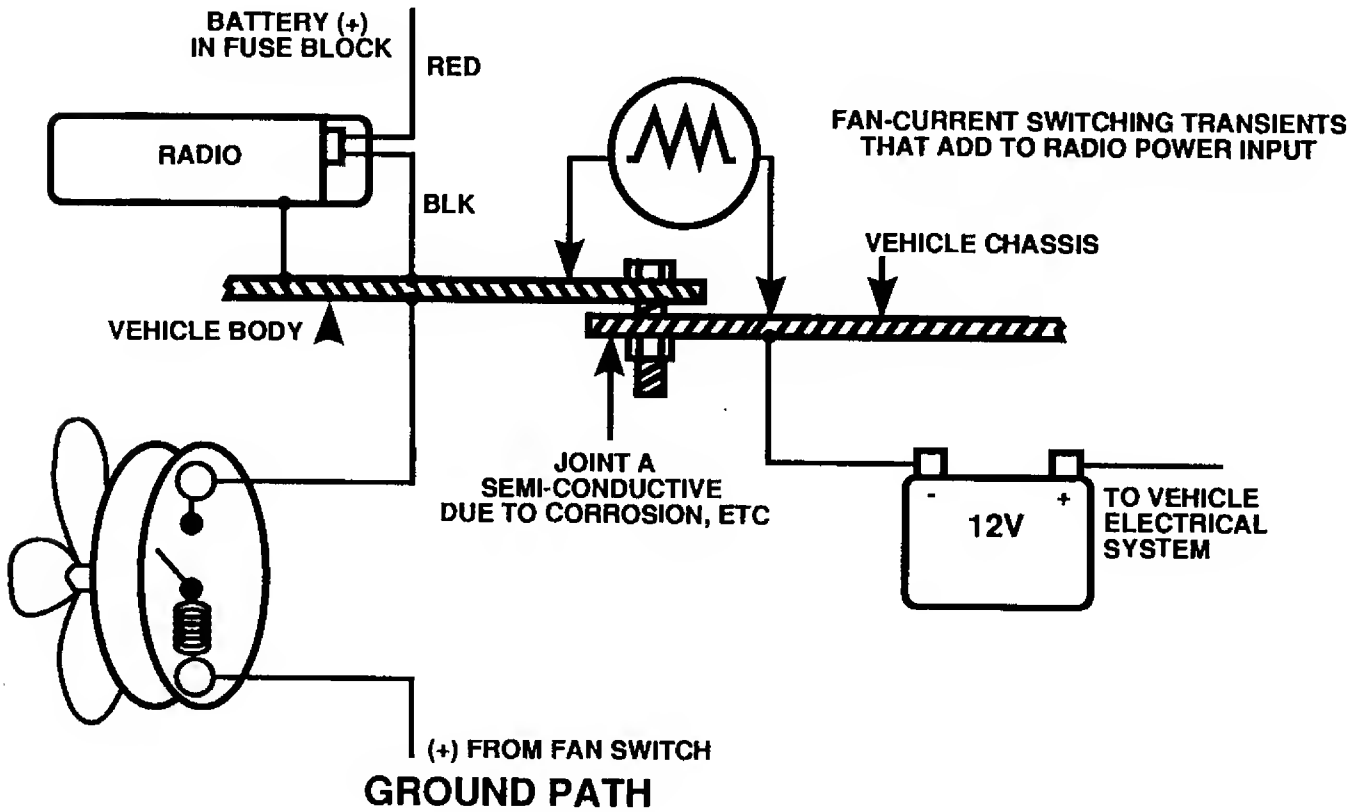 BATTERY (+)
IN FUSE BLOCK
RED
RADIO
FAN-CURRENT SWITCHING TRANSIENTS
THAT ADD TO RADIO POWER INPUT
BLK
VEHICLE CHASSIS
VEHICLE BODY
JOINT A
SEMI-CONDUCTIVE
DUE TO CORROSION, ETC
- +
12V
TO VEHICLE
ELECTRICAL
SYSTEM
(+) FROM FAN SWITCH
GROUND PATH